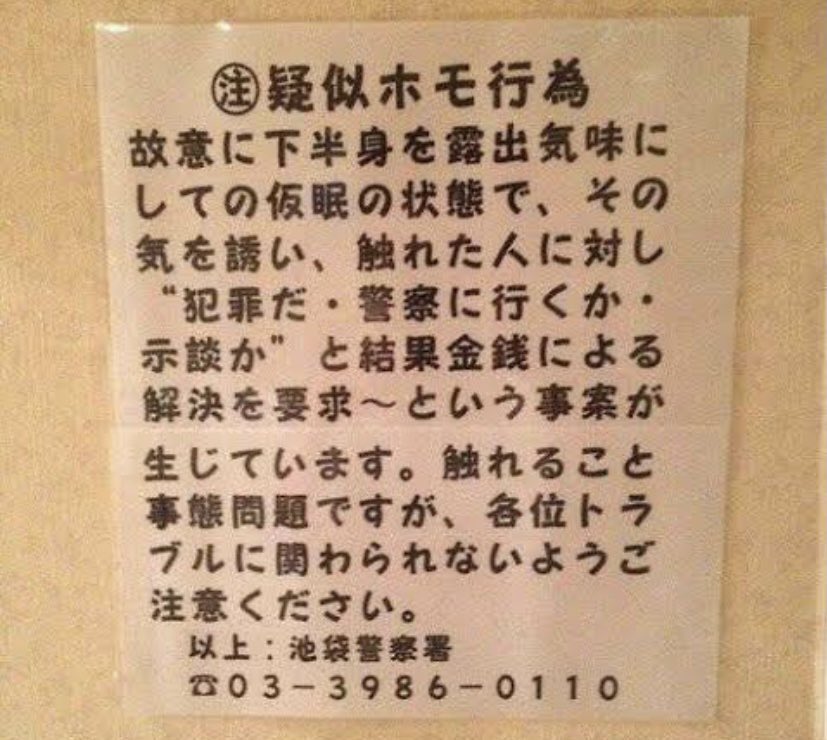 ㊟疑似ホモ行為
故意に下半身を露出気味に
しての仮眠の状態で、その
気を誘い、触れた人に対し
“犯罪だ・警察に行くか・
示談か”と結果金銭による
解決を要求〜という事案が
生じています。触れること
事態問題ですが、各位トラ
ブルに関わられないようご
注意ください。
以上：池袋警察署
☎03−3986−0110